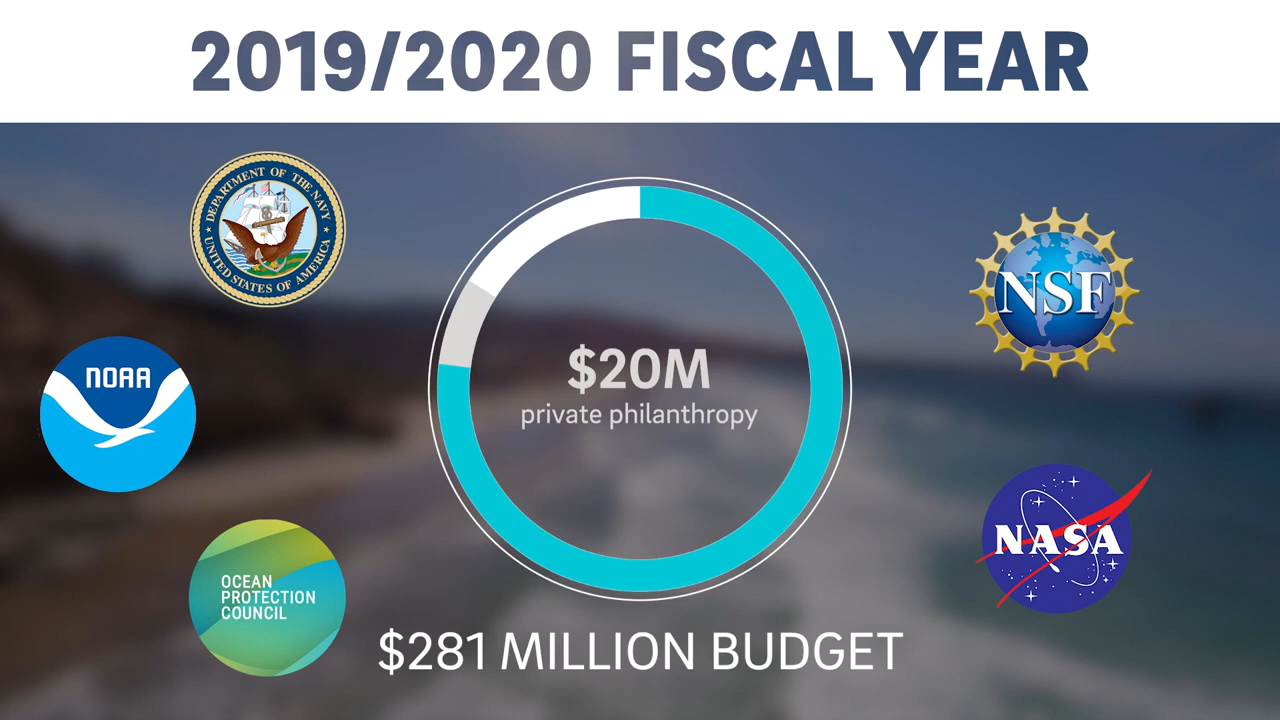 2019/2020 FISCAL YEAR
DEPARTMENT OF THE NAVY
UNITED STATES OF AMERICA
NSF
NOAA
$20M
private philanthropy
NASA
OCEAN
PROTECTION
COUNCIL
$281 MILLION BUDGET